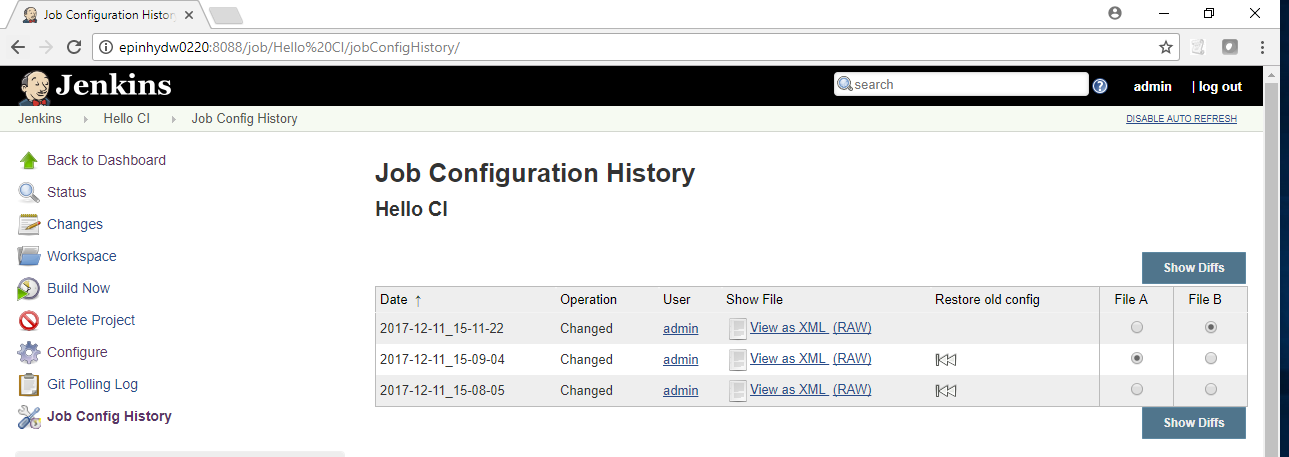 Job Configuration History
epinhydw0220:8088/job/Hello%20CI/jobConfigHistory/
Jenkins
search
?
admin
| log out
Jenkins
Hello CI
Job Config History
DISABLE AUTO REFRESH
Back to Dashboard
Status
Changes
Workspace
Build Now
Delete Project
Configure
Git Polling Log
Job Config History
Job Configuration History
Hello CI
Show Diffs
Date ↑ Operation User Show File Restore old config File A File B
2017-12-11_15-11-22 Changed admin View as XML (RAW)
2017-12-11_15-09-04 Changed admin View as XML (RAW)
2017-12-11_15-08-05 Changed admin View as XML (RAW)
Show Diffs